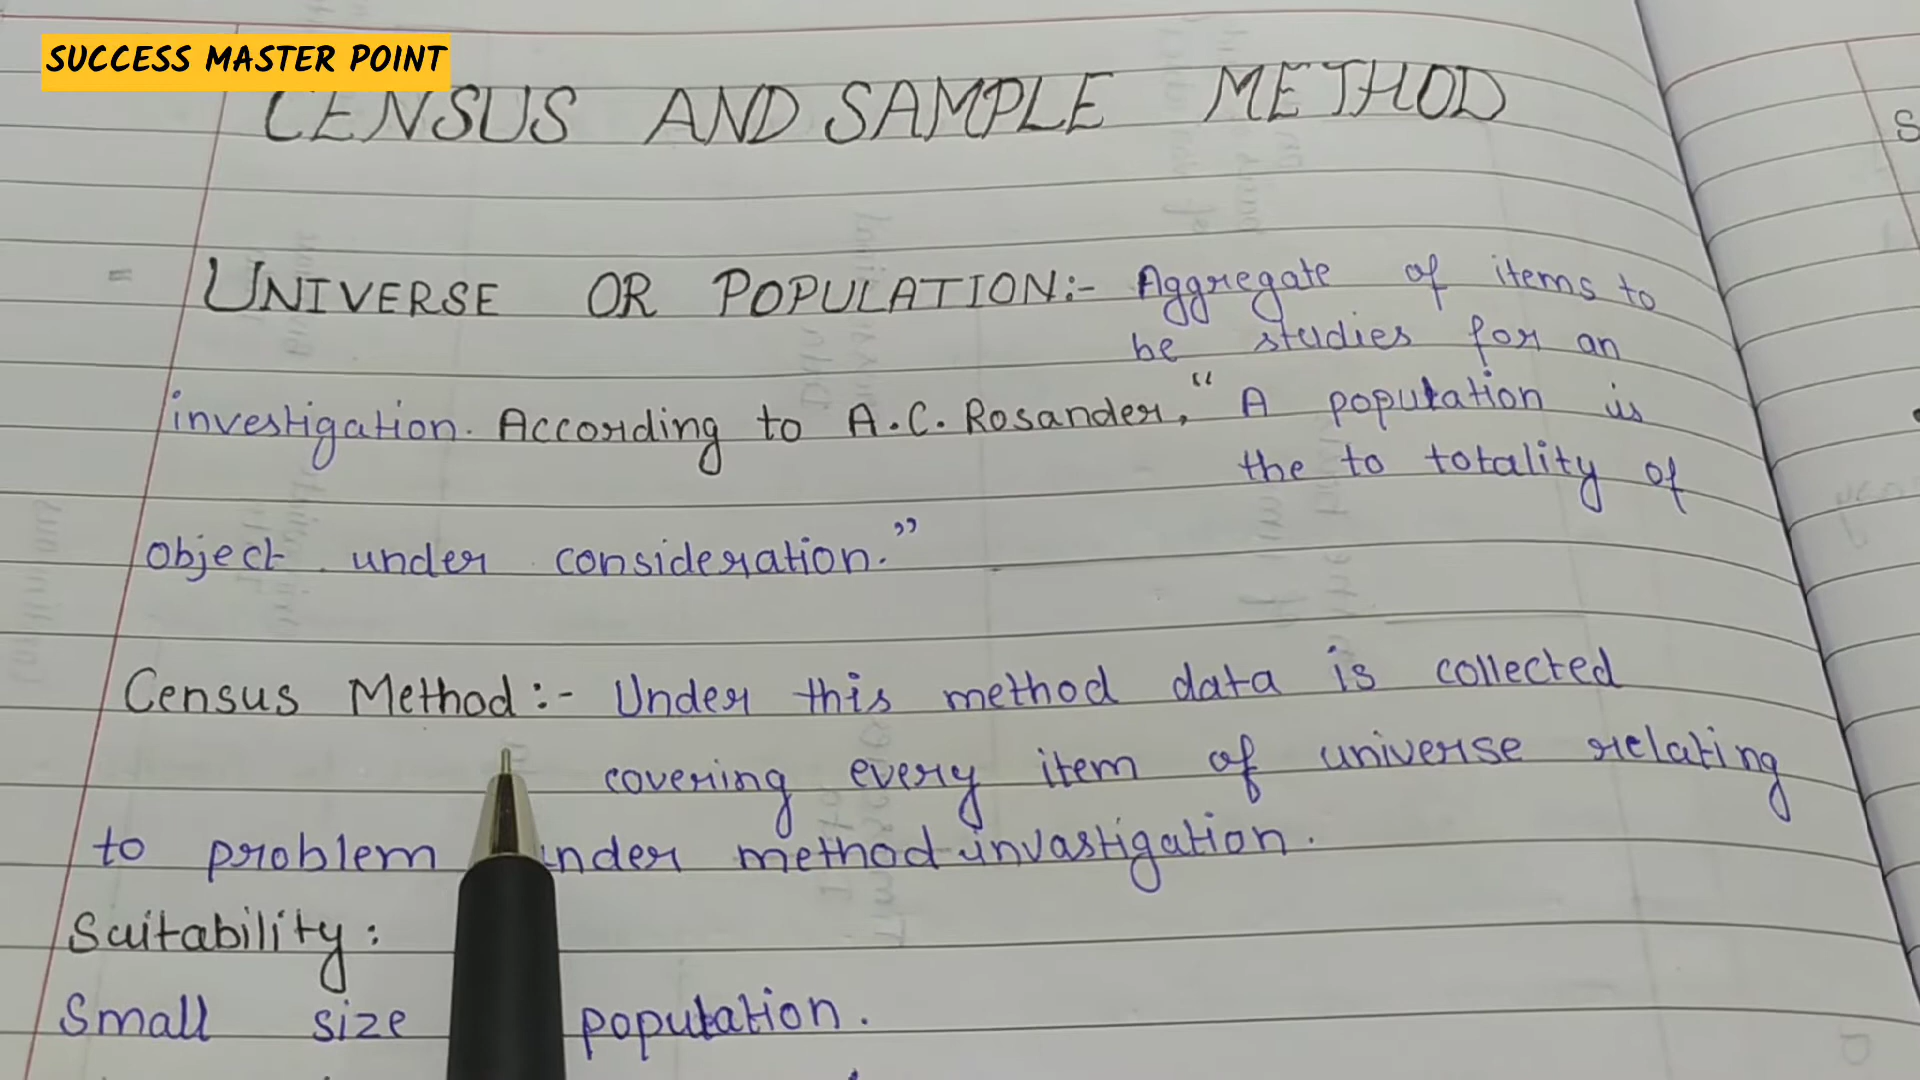 SUCCESS MASTER POINT
CENSUS AND SAMPLE METHOD
S
= UNIVERSE OR POPULATION:- Aggregate of items to
be studies for an
investigation. According to A.C. Rosander, “ A population is
the to totality of
object under consideration.”
Census Method:- Under this method data is collected
covering every item of universe relating
to problem under method invastigation.
Suitability:
Small size population.